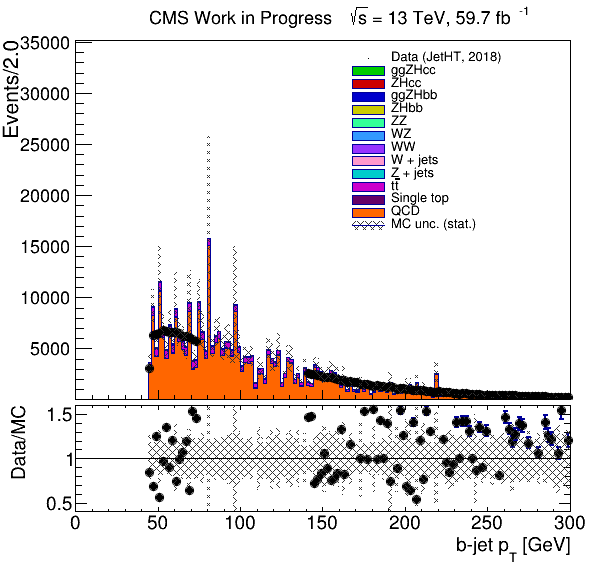 CMS Work in Progress √s = 13 TeV, 59.7 fb⁻¹
Events/2.0
35000
30000
25000
20000
15000
10000
5000
Data (JetHT, 2018)
ggZHcc
ZHcc
ggZHbb
ZHbb
ZZ
WZ
WW
W + jets
Z + jets
tt̅
Single top
QCD
MC unc. (stat.)
Data/MC
1.5
1
0.5
0 50 100 150 200 250 300
b-jet p_T [GeV]